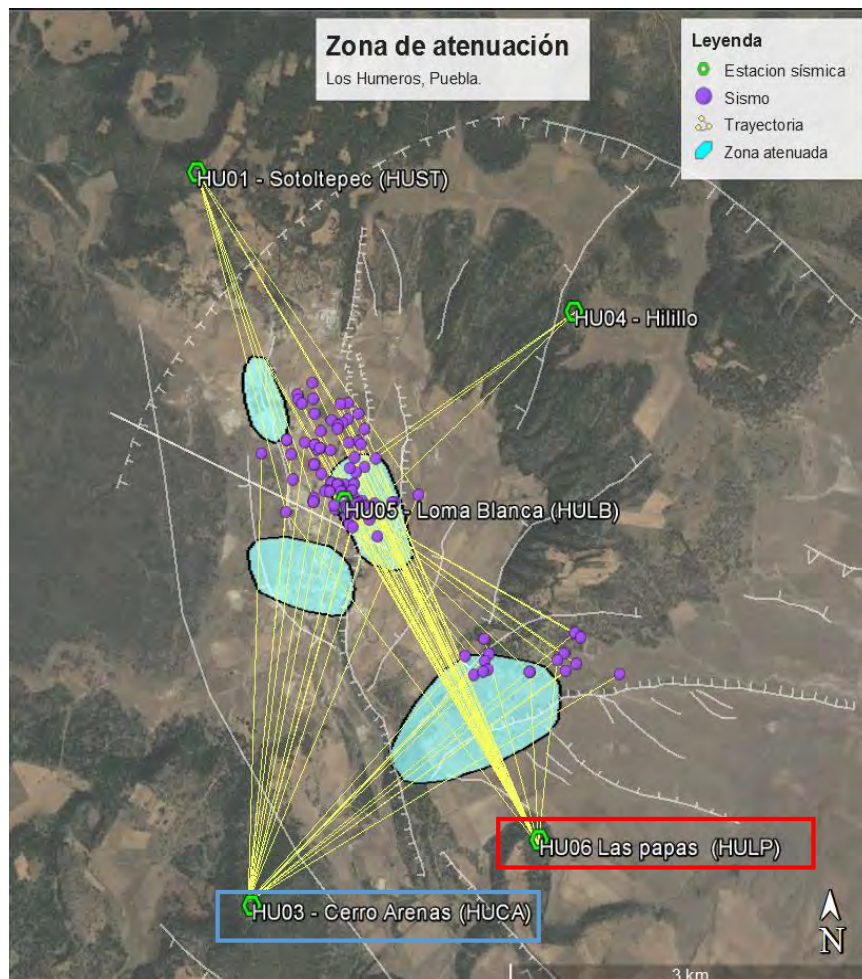 Zona de atenuación
Los Humeros, Puebla.
Leyenda
Estacion sísmica
Sismo
Trayectoria
Zona atenuada
HU01 - Sotoltepec (HUST)
HU04 - Hilillo
HU05 - Loma Blanca (HULB)
HU06 Las papas (HULP)
HU03 - Cerro Arenas (HUCA)
N
3 km